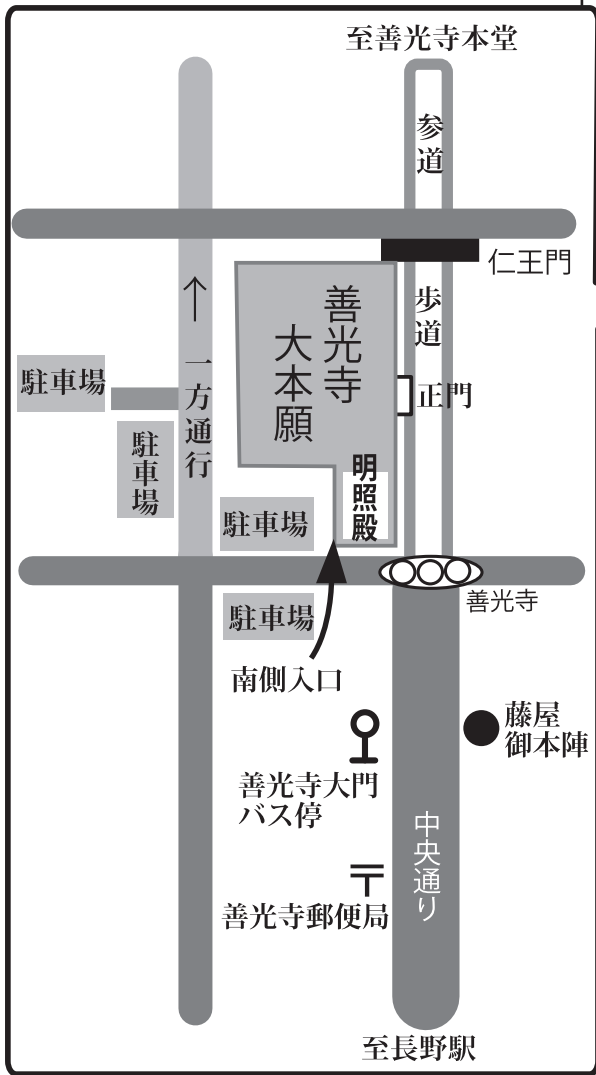 至善光寺本堂
参道
仁王門
歩道
善光寺
大本願
正門
一方通行
駐車場
駐車場
明照殿
駐車場
善光寺
駐車場
南側入口
藤屋
御本陣
善光寺大門
バス停
中央通り
善光寺郵便局
至長野駅